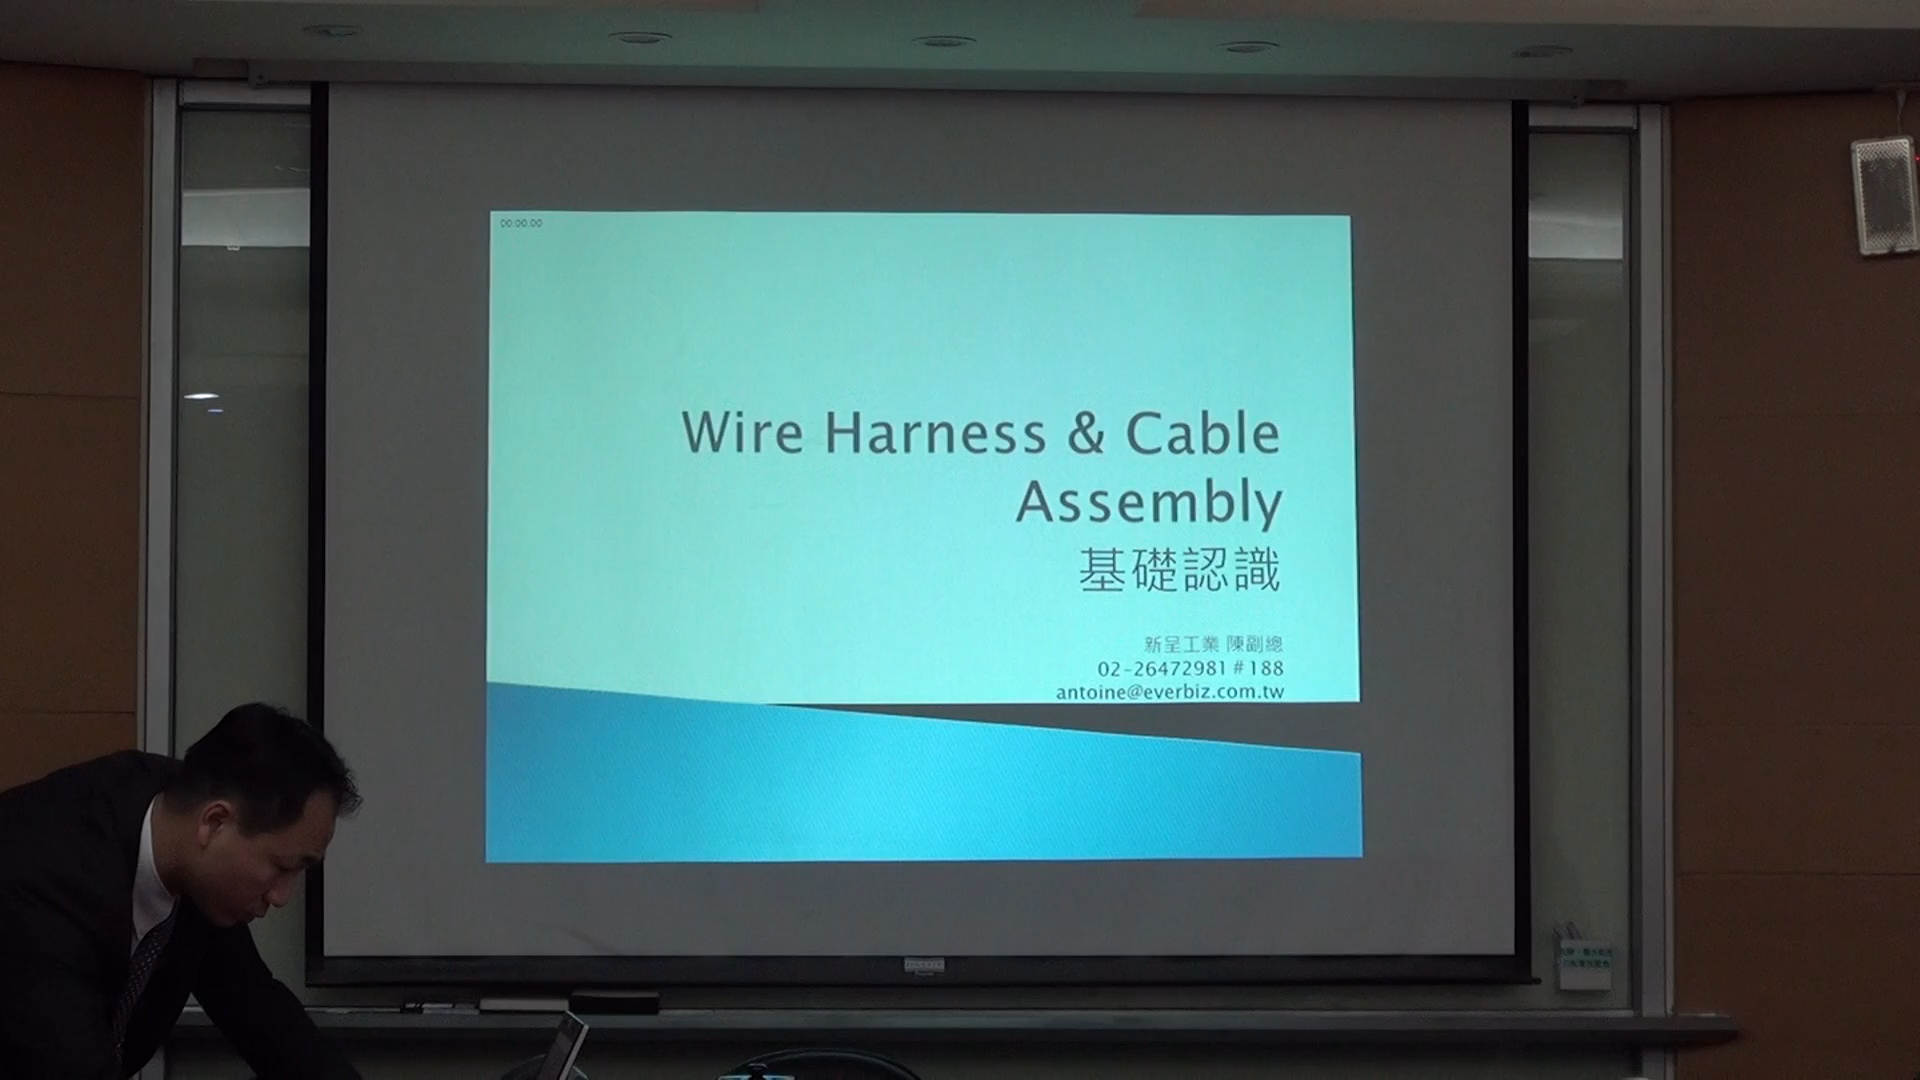 00:00:00
Wire Harness & Cable
Assembly
基礎認識
新呈工業 陳副總
02-26472981#188
antoine@everbiz.com.tw